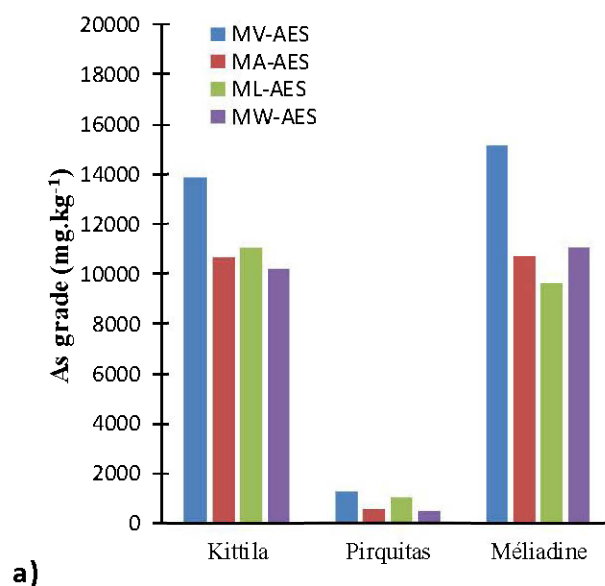 As grade (mg.kg⁻¹)
20000
18000
16000
14000
12000
10000
8000
6000
4000
2000
0
MV-AES
MA-AES
ML-AES
MW-AES
Kittila Pirquitas Méliadine
a)